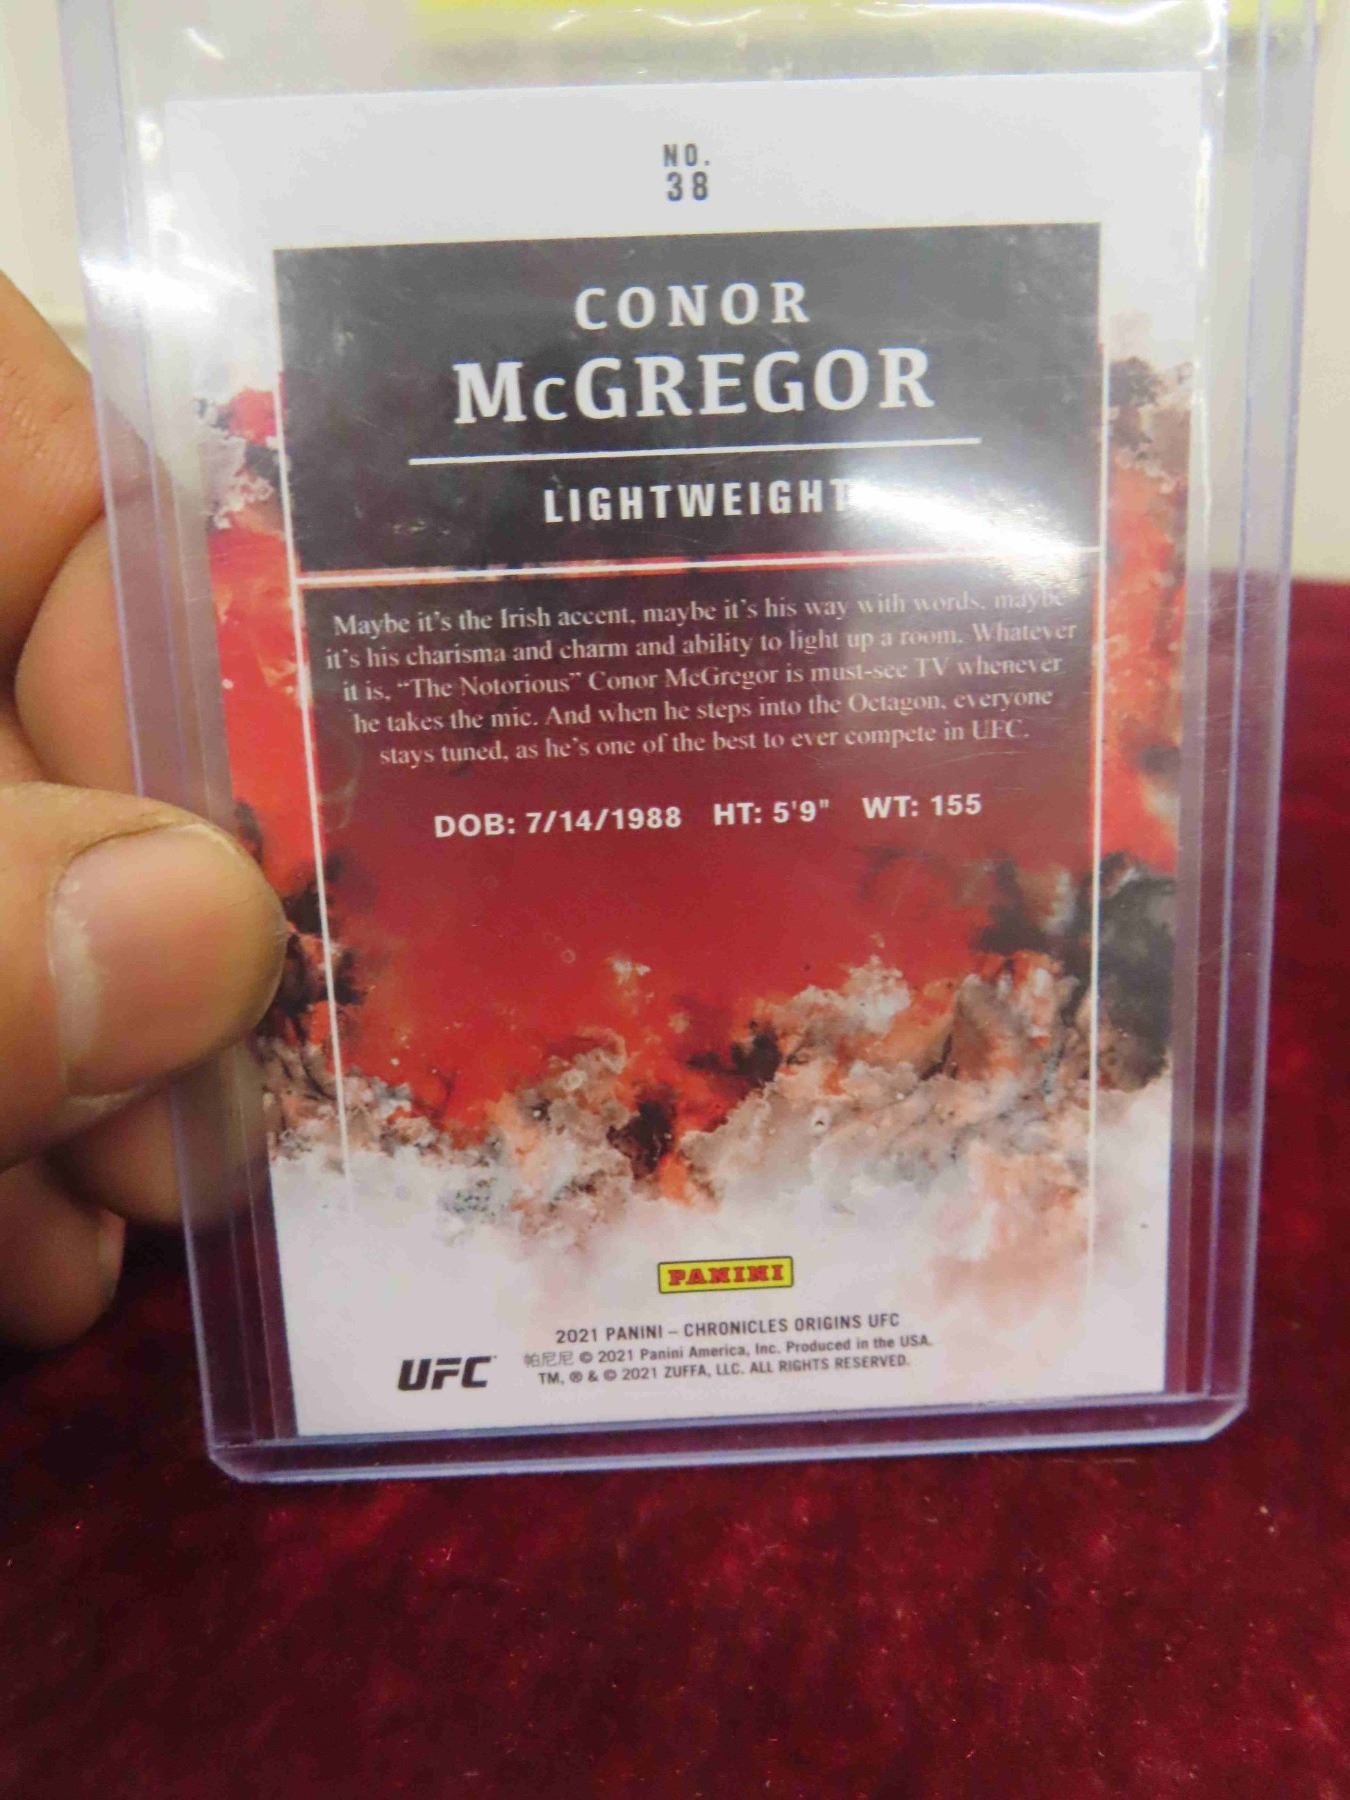 NO.
38
CONOR
McGREGOR
LIGHTWEIGHT
Maybe it's the Irish accent, maybe it's his way with words, maybe
it's his charisma and charm and ability to light up a room. Whatever
it is, “The Notorious” Conor McGregor is must-see TV whenever
he takes the mic. And when he steps into the Octagon, everyone
stays tuned, as he's one of the best to ever compete in UFC.
DOB: 7/14/1988 HT: 5'9" WT: 155
PANINI
2021 PANINI – CHRONICLES ORIGINS UFC
帕尼尼 © 2021 Panini America, Inc. Produced in the USA.
TM, ® & © 2021 ZUFFA, LLC. ALL RIGHTS RESERVED.
UFC